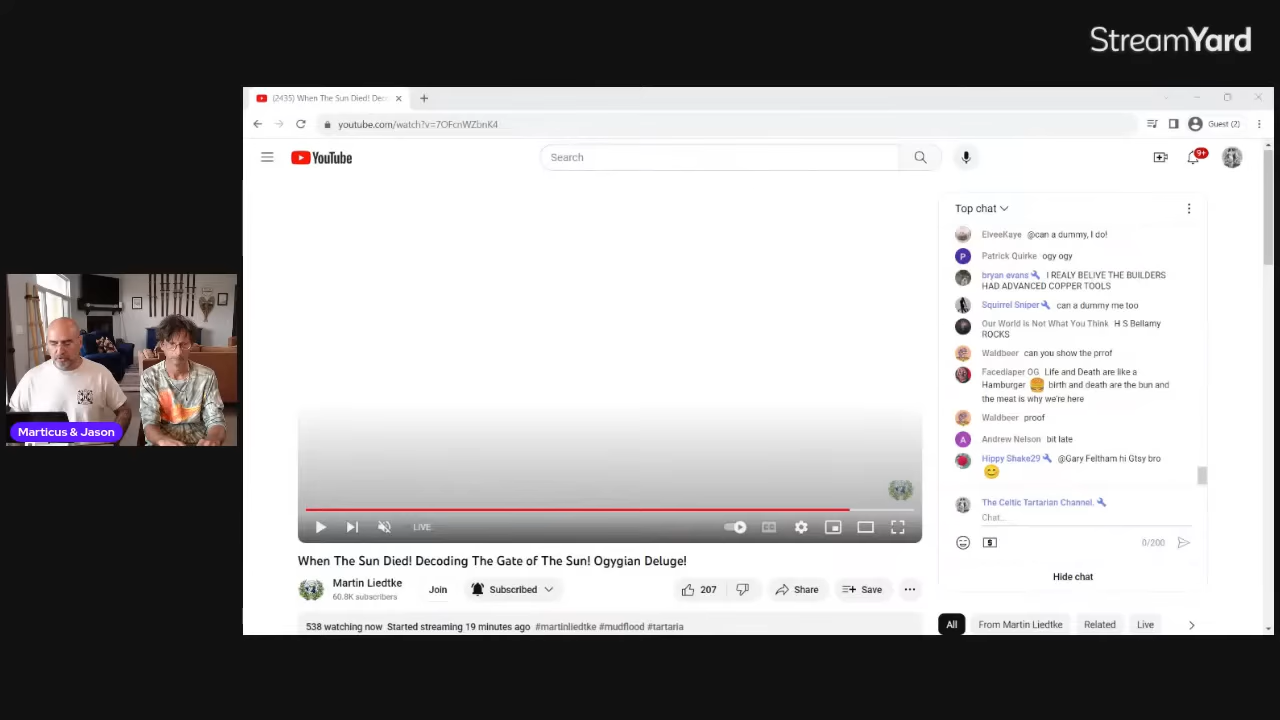 StreamYard
(2435) When The Sun Died! Dec
youtube.com/watch?v=7OFcnWZbnK4
Guest (2)
YouTube
Search
9+
Top chat
ElveeKaye @can a dummy, I do!
P Patrick Quirke ogy ogy
bryan evans I REALY BELIVE THE BUILDERS
HAD ADVANCED COPPER TOOLS
Squirrel Sniper can a dummy me too
Our World is Not What You Think H S Bellamy
ROCKS
Waldbeer can you show the prrof
Facediaper OG Life and Death are like a
Hamburger 🍔 birth and death are the bun and
the meat is why we're here
Waldbeer proof
A Andrew Nelson bit late
Hippy Shake29 @Gary Feltham hi Gtsy bro
😊
The Celtic Tartarian Channel.
Chat...
0/200
Hide chat
Marticus & Jason
LIVE
When The Sun Died! Decoding The Gate of The Sun! Ogygian Deluge!
Martin Liedtke
60.8K subscribers
Join
Subscribed
207
Share
Save
538 watching now Started streaming 19 minutes ago #martinliedtke #mudflood #tartaria
All
From Martin Liedtke
Related
Live